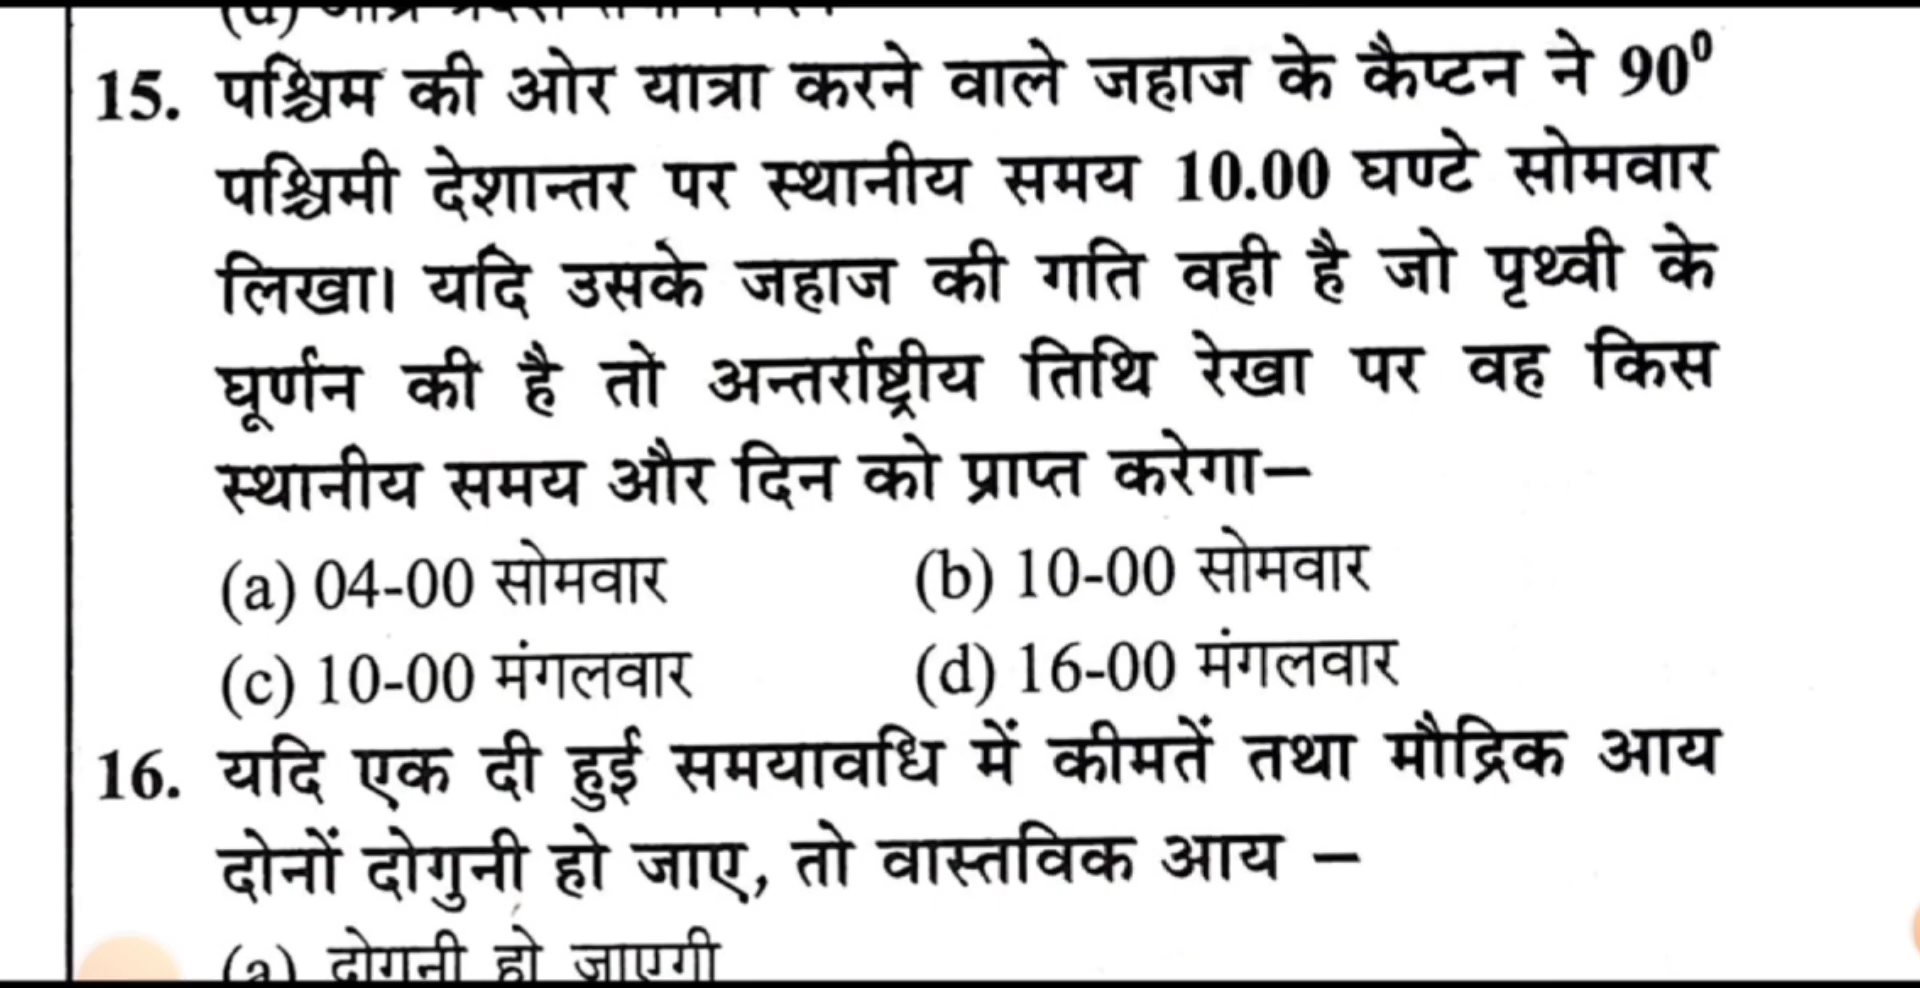 15. पश्चिम की ओर यात्रा करने वाले जहाज के कैप्टन ने 90⁰
पश्चिमी देशान्तर पर स्थानीय समय 10.00 घण्टे सोमवार
लिखा। यदि उसके जहाज की गति वही है जो पृथ्वी के
घूर्णन की है तो अन्तर्राष्ट्रीय तिथि रेखा पर वह किस
स्थानीय समय और दिन को प्राप्त करेगा–
(a) 04-00 सोमवार (b) 10-00 सोमवार
(c) 10-00 मंगलवार (d) 16-00 मंगलवार
16. यदि एक दी हुई समयावधि में कीमतें तथा मौद्रिक आय
दोनों दोगुनी हो जाए, तो वास्तविक आय –
(a) दोगुनी हो जाएगी